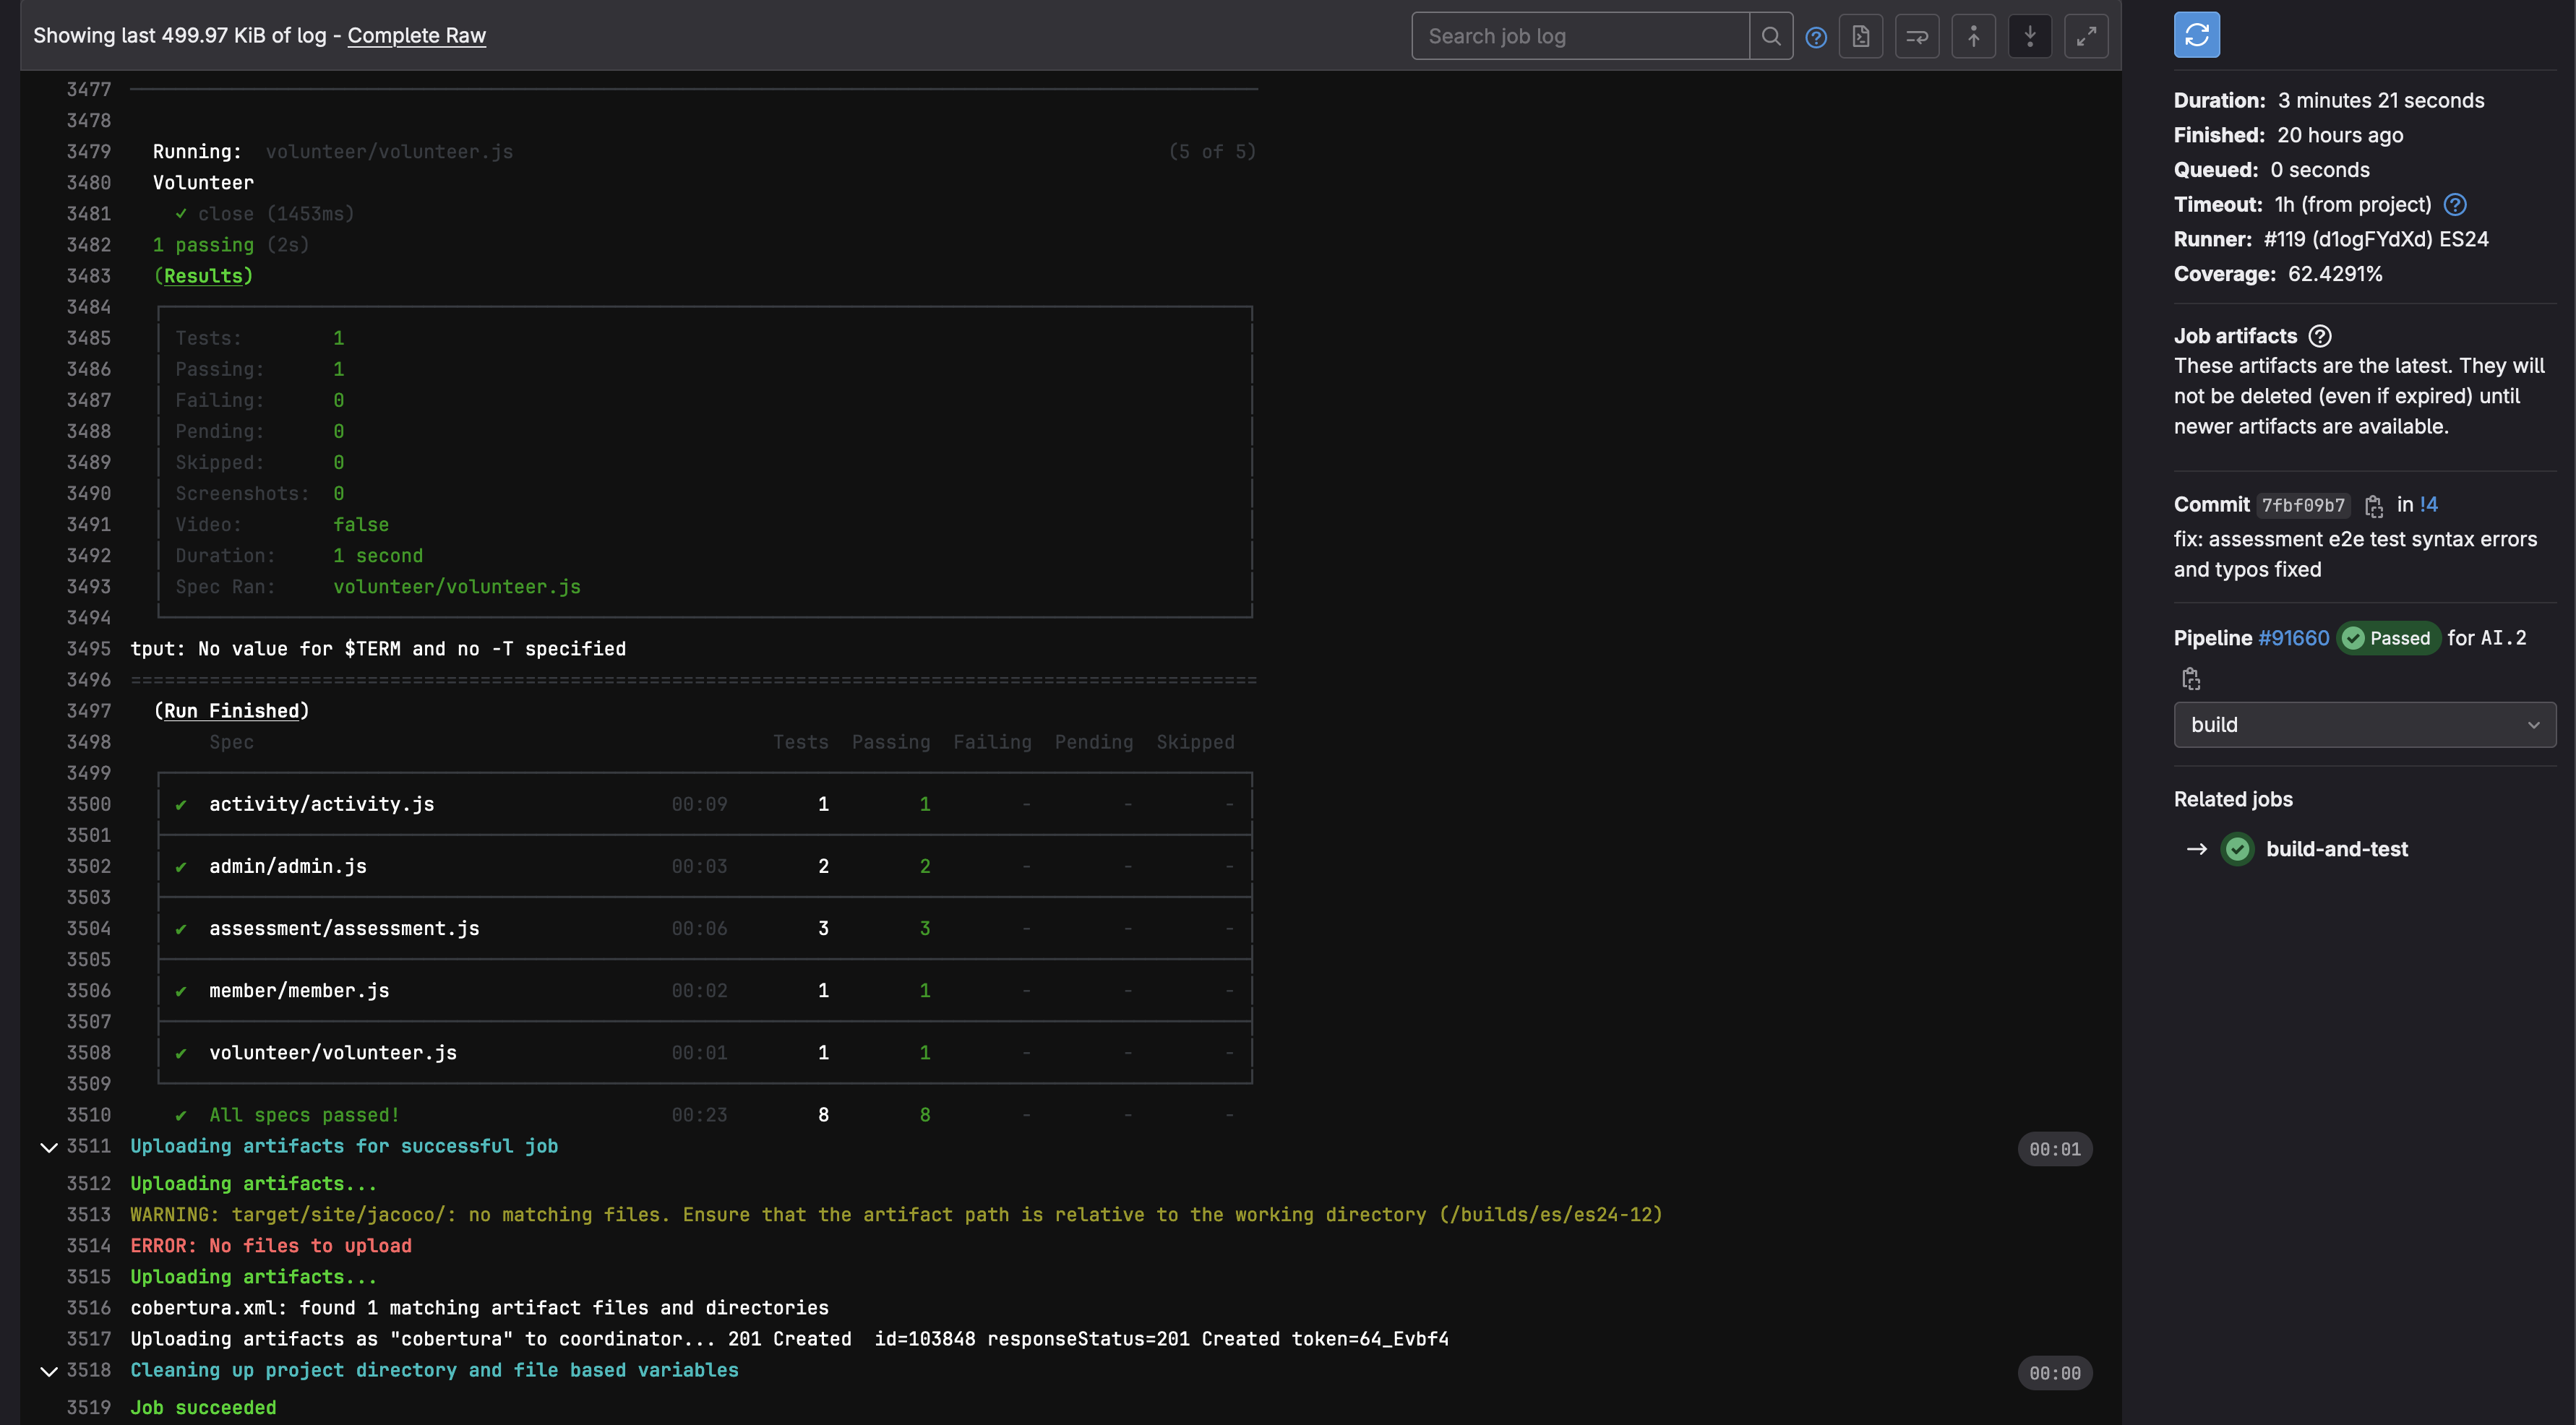 Showing last 499.97 KiB of log - Complete Raw
Search job log
3477
3478
3479 Running: volunteer/volunteer.js (5 of 5)
3480 Volunteer
3481 ✓ close (1453ms)
3482 1 passing (2s)
3483 (Results)
3484
3485 Tests: 1
3486 Passing: 1
3487 Failing: 0
3488 Pending: 0
3489 Skipped: 0
3490 Screenshots: 0
3491 Video: false
3492 Duration: 1 second
3493 Spec Ran: volunteer/volunteer.js
3494
3495 tput: No value for $TERM and no -T specified
3496 ====================================================================================================
3497 (Run Finished)
3498 Spec Tests Passing Failing Pending Skipped
3499
3500 ✔ activity/activity.js 00:09 1 1 - - -
3501
3502 ✔ admin/admin.js 00:03 2 2 - - -
3503
3504 ✔ assessment/assessment.js 00:06 3 3 - - -
3505
3506 ✔ member/member.js 00:02 1 1 - - -
3507
3508 ✔ volunteer/volunteer.js 00:01 1 1 - - -
3509
3510 ✔ All specs passed! 00:23 8 8 - - -
3511 Uploading artifacts for successful job 00:01
3512 Uploading artifacts...
3513 WARNING: target/site/jacoco/: no matching files. Ensure that the artifact path is relative to the working directory (/builds/es/es24-12)
3514 ERROR: No files to upload
3515 Uploading artifacts...
3516 cobertura.xml: found 1 matching artifact files and directories
3517 Uploading artifacts as "cobertura" to coordinator... 201 Created id=103848 responseStatus=201 Created token=64_Evbf4
3518 Cleaning up project directory and file based variables 00:00
3519 Job succeeded
Duration: 3 minutes 21 seconds
Finished: 20 hours ago
Queued: 0 seconds
Timeout: 1h (from project)
Runner: #119 (d1ogFYdXd) ES24
Coverage: 62.4291%
Job artifacts
These artifacts are the latest. They will
not be deleted (even if expired) until
newer artifacts are available.
Commit 7fbf09b7 in !4
fix: assessment e2e test syntax errors
and typos fixed
Pipeline #91660 Passed for AI.2
build
Related jobs
→ build-and-test